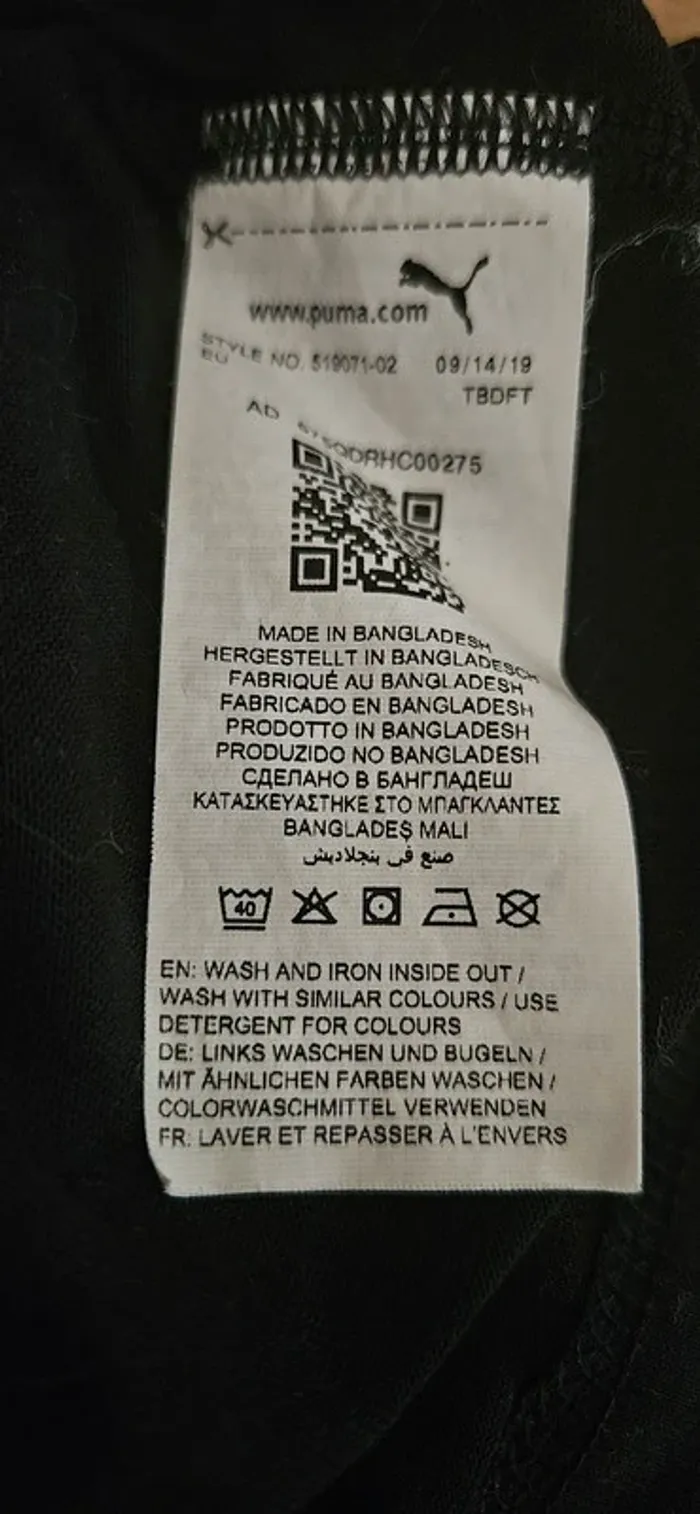 www.puma.com
STYLE NO. 519071-02 09/14/19
EU TBDFT
AD
MADE IN BANGLADESH
HERGESTELLT IN BANGLADESCH
FABRIQUÉ AU BANGLADESH
FABRICADO EN BANGLADESH
PRODOTTO IN BANGLADESH
PRODUZIDO NO BANGLADESH
СДЕЛАНО В БАНГЛАДЕШ
ΚΑΤΑΣΚΕΥΑΣΤΗΚΕ ΣΤΟ ΜΠΑΓΚΛΑΝΤΕΣ
BANGLADEŞ MALI
صنع في بنجلاديش
40
EN: WASH AND IRON INSIDE OUT /
WASH WITH SIMILAR COLOURS / USE
DETERGENT FOR COLOURS
DE: LINKS WASCHEN UND BUGELN /
MIT ÄHNLICHEN FARBEN WASCHEN /
COLORWASCHMITTEL VERWENDEN
FR: LAVER ET REPASSER À L'ENVERS